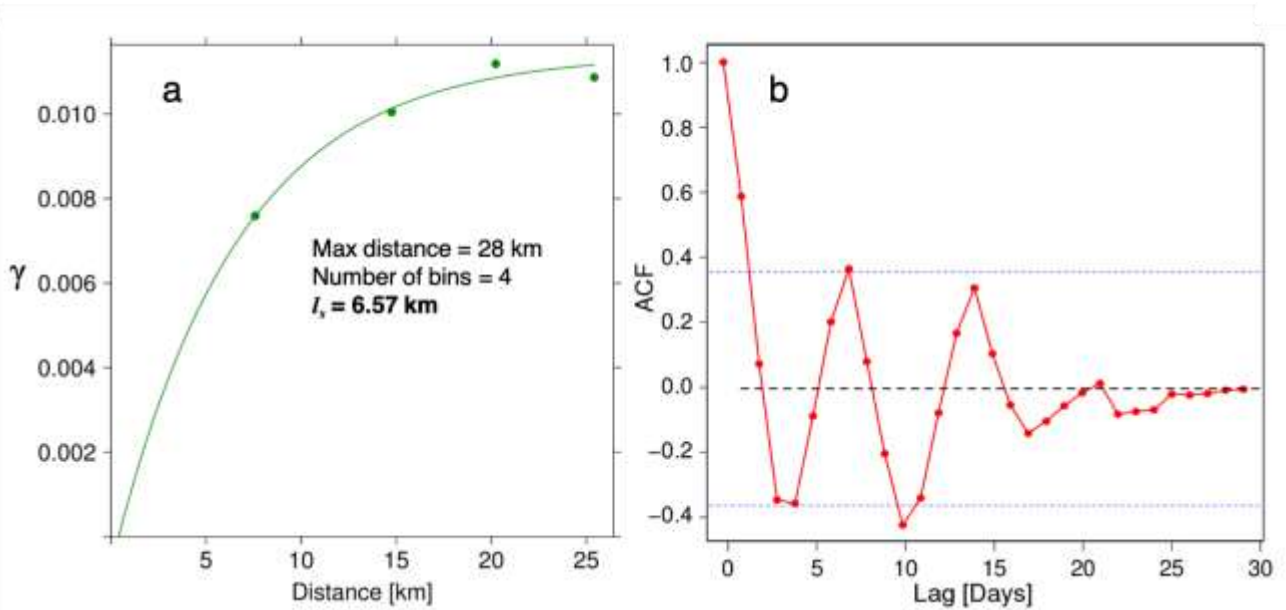 a
0.010
0.008
0.006
0.004
0.002
γ
Max distance = 28 km
Number of bins = 4
lₛ = 6.57 km
5
10
15
20
25
Distance [km]
b
1.0
0.8
0.6
0.4
0.2
0.0
−0.2
−0.4
ACF
0
5
10
15
20
25
30
Lag [Days]